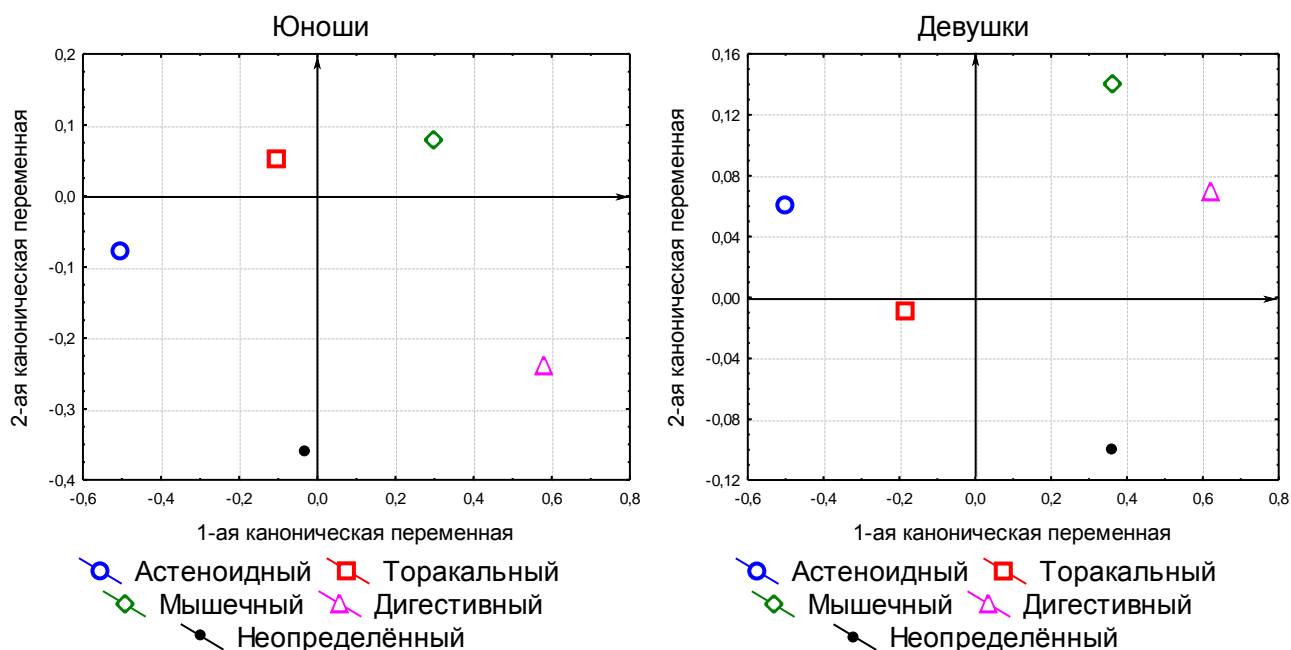 Юноши
0,2
0,1
0,0
-0,1
-0,2
-0,3
-0,4
2-ая каноническая переменная
-0,6 -0,4 -0,2 0,0 0,2 0,4 0,6 0,8
1-ая каноническая переменная
Астеноидный Торакальный
Мышечный Дигестивный
Неопределённый
Девушки
0,16
0,12
0,08
0,04
0,00
-0,04
-0,08
-0,12
2-ая каноническая переменная
-0,6 -0,4 -0,2 0,0 0,2 0,4 0,6 0,8
1-ая каноническая переменная
Астеноидный Торакальный
Мышечный Дигестивный
Неопределённый